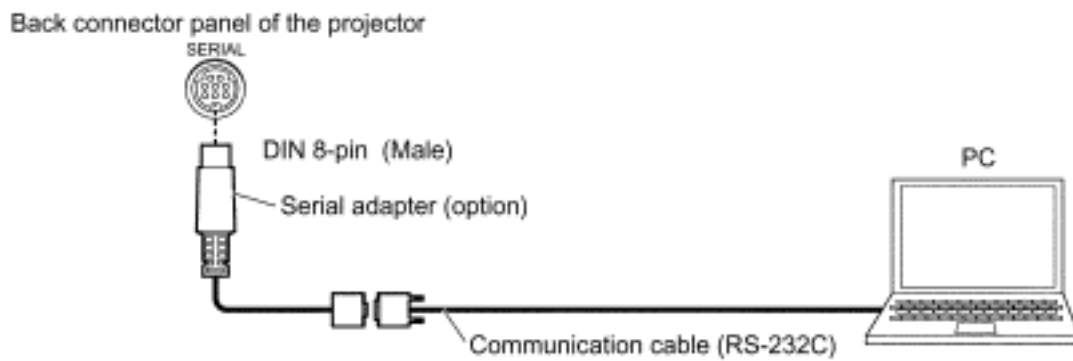 Back connector panel of the projector
SERIAL
DIN 8-pin (Male)
PC
Serial adapter (option)
Communication cable (RS-232C)